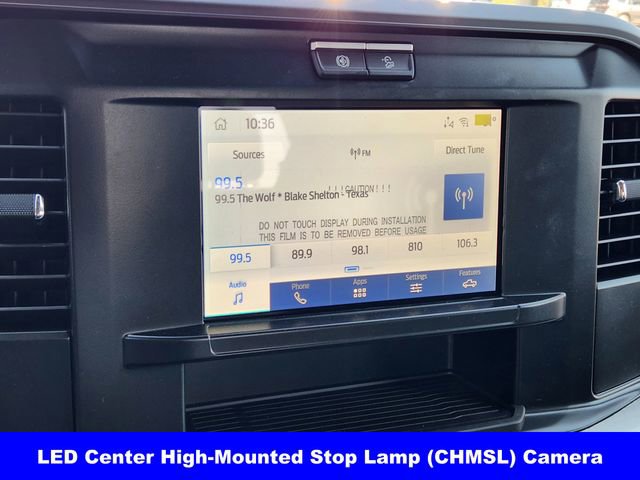 10:36
Sources
FM
Direct Tune
99.5
! ! ! CAUTION ! ! !
99.5 The Wolf * Blake Shelton - Texas
DO NOT TOUCH DISPLAY DURING INSTALLATION
THIS FILM IS TO BE REMOVED BEFORE USAGE
99.5 89.9 98.1 810 106.3
Audio Phone Apps Settings Features
LED Center High-Mounted Stop Lamp (CHMSL) Camera